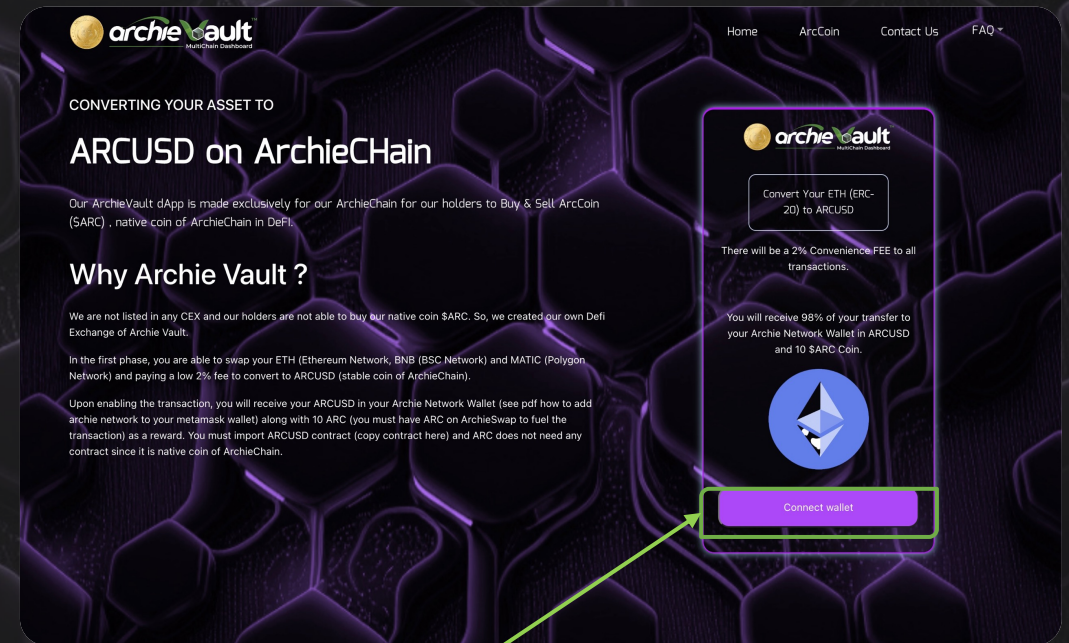 archie Vault
MultiChain Dashboard
Home
ArcCoin
Contact Us
FAQ
CONVERTING YOUR ASSET TO
ARCUSD on ArchieCHain
Our ArchieVault dApp is made exclusively for our ArchieChain for our holders to Buy & Sell ArcCoin
($ARC) , native coin of ArchieChain in DeFI.
Why Archie Vault ?
We are not listed in any CEX and our holders are not able to buy our native coin $ARC. So, we created our own Defi
Exchange of Archie Vault.
In the first phase, you are able to swap your ETH (Ethereum Network, BNB (BSC Network) and MATIC (Polygon
Network) and paying a low 2% fee to convert to ARCUSD (stable coin of ArchieChain).
Upon enabling the transaction, you will receive your ARCUSD in your Archie Network Wallet (see pdf how to add
archie network to your metamask wallet) along with 10 ARC (you must have ARC on ArchieSwap to fuel the
transaction) as a reward. You must import ARCUSD contract (copy contract here) and ARC does not need any
contract since it is native coin of ArchieChain.
archie Vault
MultiChain Dashboard
Convert Your ETH (ERC-
20) to ARCUSD
There will be a 2% Convenience FEE to all
transactions.
You will receive 98% of your transfer to
your Archie Network Wallet in ARCUSD
and 10 $ARC Coin.
Connect wallet